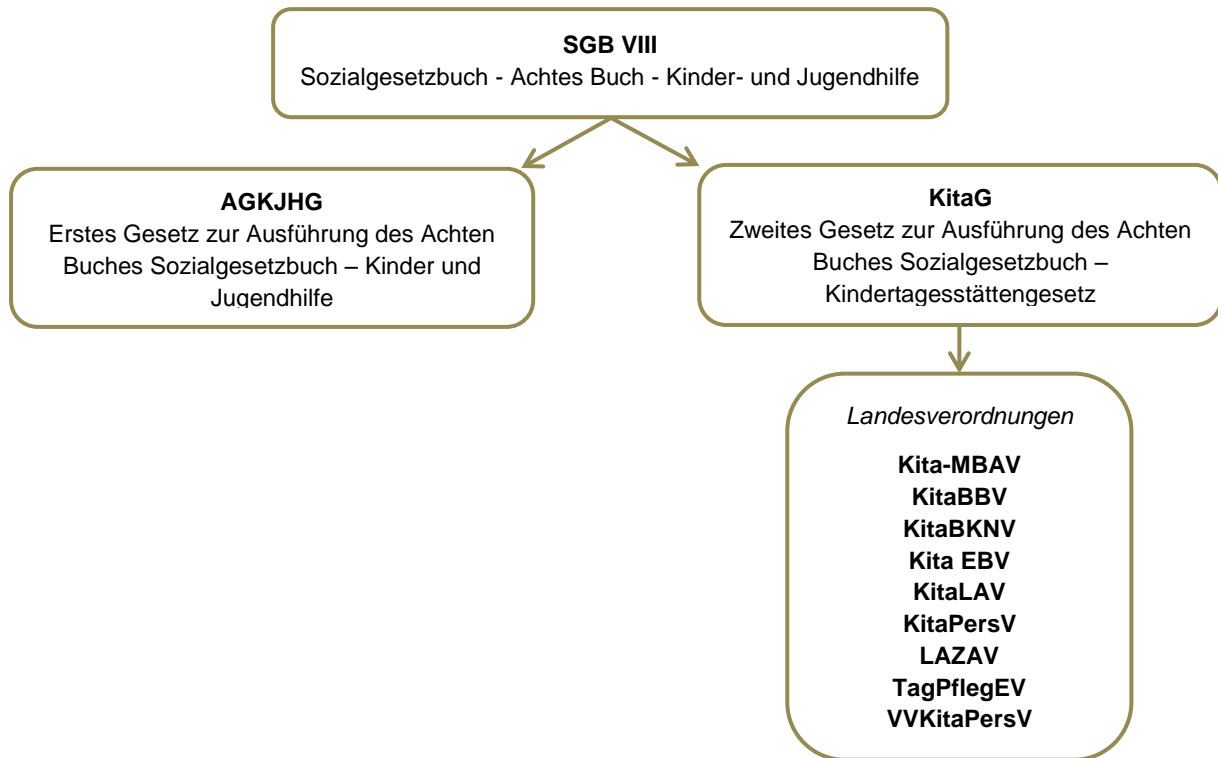 SGB VIII
Sozialgesetzbuch - Achtes Buch - Kinder- und Jugendhilfe
AGKJHG
Erstes Gesetz zur Ausführung des Achten
Buches Sozialgesetzbuch – Kinder und
Jugendhilfe
KitaG
Zweites Gesetz zur Ausführung des Achten
Buches Sozialgesetzbuch –
Kindertagesstättengesetz
Landesverordnungen
Kita-MBAV
KitaBBV
KitaBKNV
Kita EBV
KitaLAV
KitaPersV
LAZAV
TagPflegEV
VVKitaPersV